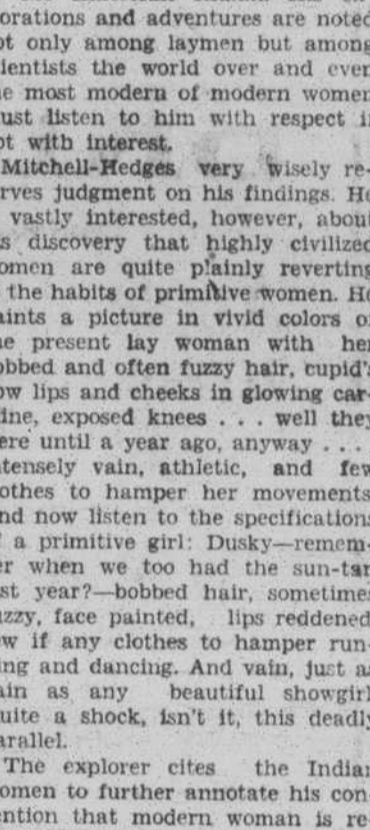 orations and adventures are noted
ot only among laymen but among
ientists the world over and even
e most modern of modern women
ust listen to him with respect i
ot with interest.
Mitchell-Hedges very wisely re-
rves judgment on his findings. He
vastly interested, however, about
s discovery that highly civilized
omen are quite plainly reverting
the habits of primitive women. He
aints a picture in vivid colors o
he present lay woman with her
obbed and often fuzzy hair, cupid's
ow lips and cheeks in glowing car-
ine, exposed knees . . . well they
ere until a year ago, anyway . . .
ntensely vain, athletic, and few
othes to hamper her movements
nd now listen to the specifications
f a primitive girl: Dusky—remem-
er when we too had the sun-tan
st year?—bobbed hair, sometimes
uzzy, face painted, lips reddened
ew if any clothes to hamper run-
ing and dancing. And vain, just as
ain as any beautiful showgirl
uite a shock, isn't it, this deadly
arallel.
The explorer cites the Indian
omen to further annotate his con-
ention that modern woman is re-